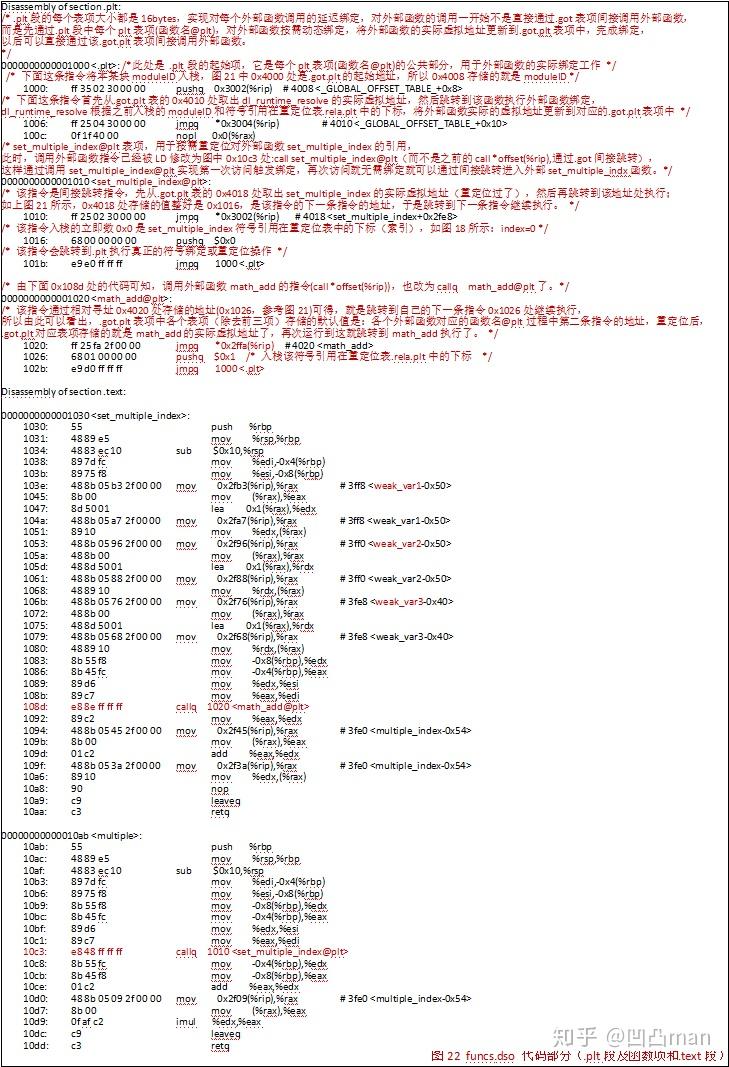 Disassembly of section .plt:
/* .plt 段的每个表项大小都是 16bytes，实现对每个外部函数调用的延迟绑定，对外部函数的调用一开始不是直接通过.got 表项间接调用外部函数，
而是先通过.plt 段中每个 plt 表项(函数名@plt)，对外部函数按需动态绑定，将外部函数的实际虚拟地址更新到.got.plt 表项中，完成绑定，
以后可以直接通过该.got.plt 表项间接调用外部函数。
*/
0000000000001000 <.plt>: /*此处是 .plt 段的起始项，它是每个 plt 表项(函数名@plt)的公共部分，用于外部函数的实际绑定工作 */
/* 下面这条指令将本某块 moduleID 入栈，图 21 中 0x4000 处是.got.plt 的起始地址，所以 0x4008 存储的就是 moduleID */
1000: ff 35 02 30 00 00 pushq 0x3002(%rip) # 4008 <_GLOBAL_OFFSET_TABLE_+0x8>
/* 下面这条指令首先从.got.plt 表的 0x4010 处取出 dl_runtime_resolve 的实际虚拟地址，然后跳转到该函数执行外部函数绑定，
dl_runtime_resolve 根据之前入栈的 moduleID 和符号引用在重定位表.rela.plt 中的下标，将外部函数实际虚拟地址更新到对应的.got.plt 表项中 */
1006: ff 25 04 30 00 00 jmpq *0x3004(%rip) # 4010 <_GLOBAL_OFFSET_TABLE_+0x10>
100c: 0f 1f 40 00 nopl 0x0(%rax)
/* set_multiple_index@plt 表项，用于按需重定位对外部函数 set_multiple_index 的引用，
此时，调用外部函数指令已经被 LD 修改为图中 0x10c3 处:call set_multiple_index@plt（而不是之前的 call *offset(%rip),通过.got 间接跳转），
这样通过调用 set_multiple_index@plt 实现第一次访问触发绑定，再次访问就无需绑定就可以通过间接跳转进入外部 set_multiple_indx 函数。*/
0000000000001010 <set_multiple_index@plt>:
/* 该指令是间接跳转指令，先从.got.plt 表的 0x4018 处取出 set_multiple_index 的实际虚拟地址（重定位过了），然后再跳转到该地址处执行；
如上图 21 所示，0x4018 处存储的值整好是 0x1016，是该指令的下一条指令的地址，于是跳转到下一条指令继续执行。 */
1010: ff 25 02 30 00 00 jmpq *0x3002(%rip) # 4018 <set_multiple_index+0x2fe8>
/* 该指令入栈的立即数 0x0 是 set_multiple_index 符号引用在重定位表中的下标（索引），如图 18 所示：index=0 */
1016: 68 00 00 00 00 pushq $0x0
/* 该指令会跳转到.plt 执行真正的符号绑定或重定位操作 */
101b: e9 e0 ff ff ff jmpq 1000 <.plt>
/* 由下面 0x108d 处的代码可知，调用外部函数 math_add 的指令(call *offset(%rip))，也改为 callq math_add@plt 了。*/
0000000000001020 <math_add@plt>:
/* 该指令通过相对寻址 0x4020 处存储的地址(0x1026，参考图 21)可得，就是跳转到自己的下一条指令 0x1026 处继续执行，
所以由此可以看出，.got.plt 表项中各个表项（除去前三项）存储的默认值是：各个外部函数对应的函数名@plt 过程中第二条指令的地址，重定位后，
.got.plt 对应表项存储的就是 math_add 的实际虚拟地址了，再次运行到这就跳转到 math_add 执行了。*/
1020: ff 25 fa 2f 00 00 jmpq *0x2ffa(%rip) # 4020 <math_add>
1026: 68 01 00 00 00 pushq $0x1 /* 入栈该符号引用在重定位表.rela.plt 中的下标 */
102b: e9 d0 ff ff ff jmpq 1000 <.plt>
Disassembly of section .text:
0000000000001030 <set_multiple_index>:
1030: 55 push %rbp
1031: 48 89 e5 mov %rsp,%rbp
1034: 48 83 ec 10 sub $0x10,%rsp
1038: 89 7d fc mov %edi,-0x4(%rbp)
103b: 89 75 f8 mov %esi,-0x8(%rbp)
103e: 48 8b 05 b3 2f 00 00 mov 0x2fb3(%rip),%rax # 3ff8 <weak_var1-0x50>
1045: 8b 00 mov (%rax),%eax
1047: 8d 50 01 lea 0x1(%rax),%edx
104a: 48 8b 05 a7 2f 00 00 mov 0x2fa7(%rip),%rax # 3ff8 <weak_var1-0x50>
1051: 89 10 mov %edx,(%rax)
1053: 48 8b 05 96 2f 00 00 mov 0x2f96(%rip),%rax # 3ff0 <weak_var2-0x50>
105a: 48 8b 00 mov (%rax),%rax
105d: 48 8d 50 01 lea 0x1(%rax),%rdx
1061: 48 8b 05 88 2f 00 00 mov 0x2f88(%rip),%rax # 3ff0 <weak_var2-0x50>
1068: 48 89 10 mov %rdx,(%rax)
106b: 48 8b 05 76 2f 00 00 mov 0x2f76(%rip),%rax # 3fe8 <weak_var3-0x40>
1072: 48 8b 00 mov (%rax),%rax
1075: 48 8d 50 01 lea 0x1(%rax),%rdx
1079: 48 8b 05 68 2f 00 00 mov 0x2f68(%rip),%rax # 3fe8 <weak_var3-0x40>
1080: 48 89 10 mov %rdx,(%rax)
1083: 8b 55 f8 mov -0x8(%rbp),%edx
1086: 8b 45 fc mov -0x4(%rbp),%eax
1089: 89 d6 mov %edx,%esi
108b: 89 c7 mov %eax,%edi
108d: e8 8e ff ff ff callq 1020 <math_add@plt>
1092: 89 c2 mov %eax,%edx
1094: 48 8b 05 45 2f 00 00 mov 0x2f45(%rip),%rax # 3fe0 <multiple_index-0x54>
109b: 8b 00 mov (%rax),%eax
109d: 01 c2 add %eax,%edx
109f: 48 8b 05 3a 2f 00 00 mov 0x2f3a(%rip),%rax # 3fe0 <multiple_index-0x54>
10a6: 89 10 mov %edx,(%rax)
10a8: 90 nop
10a9: c9 leaveq
10aa: c3 retq
00000000000010ab <multiple>:
10ab: 55 push %rbp
10ac: 48 89 e5 mov %rsp,%rbp
10af: 48 83 ec 10 sub $0x10,%rsp
10b3: 89 7d fc mov %edi,-0x4(%rbp)
10b6: 89 75 f8 mov %esi,-0x8(%rbp)
10b9: 8b 55 f8 mov -0x8(%rbp),%edx
10bc: 8b 45 fc mov -0x4(%rbp),%eax
10bf: 89 d6 mov %edx,%esi
10c1: 89 c7 mov %eax,%edi
10c3: e8 48 ff ff ff callq 1010 <set_multiple_index@plt>
10c8: 8b 55 fc mov -0x4(%rbp),%edx
10cb: 8b 45 f8 mov -0x8(%rbp),%eax
10ce: 01 c2 add %eax,%edx
10d0: 48 8b 05 09 2f 00 00 mov 0x2f09(%rip),%rax # 3fe0 <multiple_index-0x54>
10d7: 8b 00 mov (%rax),%eax
10d9: 0f af c2 imul %edx,%eax
10dc: c9 leaveq
10dd: c3 retq
知乎 @凹凸man
图 22 funcs.dso 代码部分（.plt 段及函数项和.text 段）